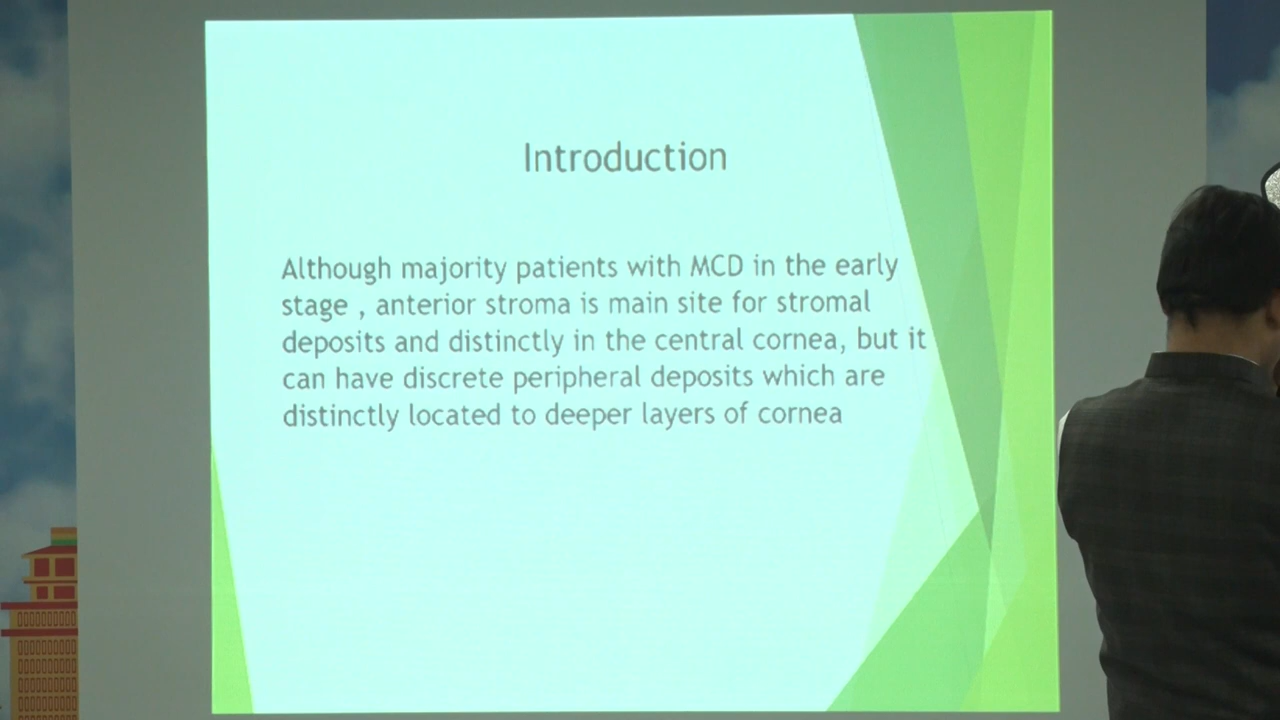 Introduction
Although majority patients with MCD in the early
stage , anterior stroma is main site for stromal
deposits and distinctly in the central cornea, but it
can have discrete peripheral deposits which are
distinctly located to deeper layers of cornea